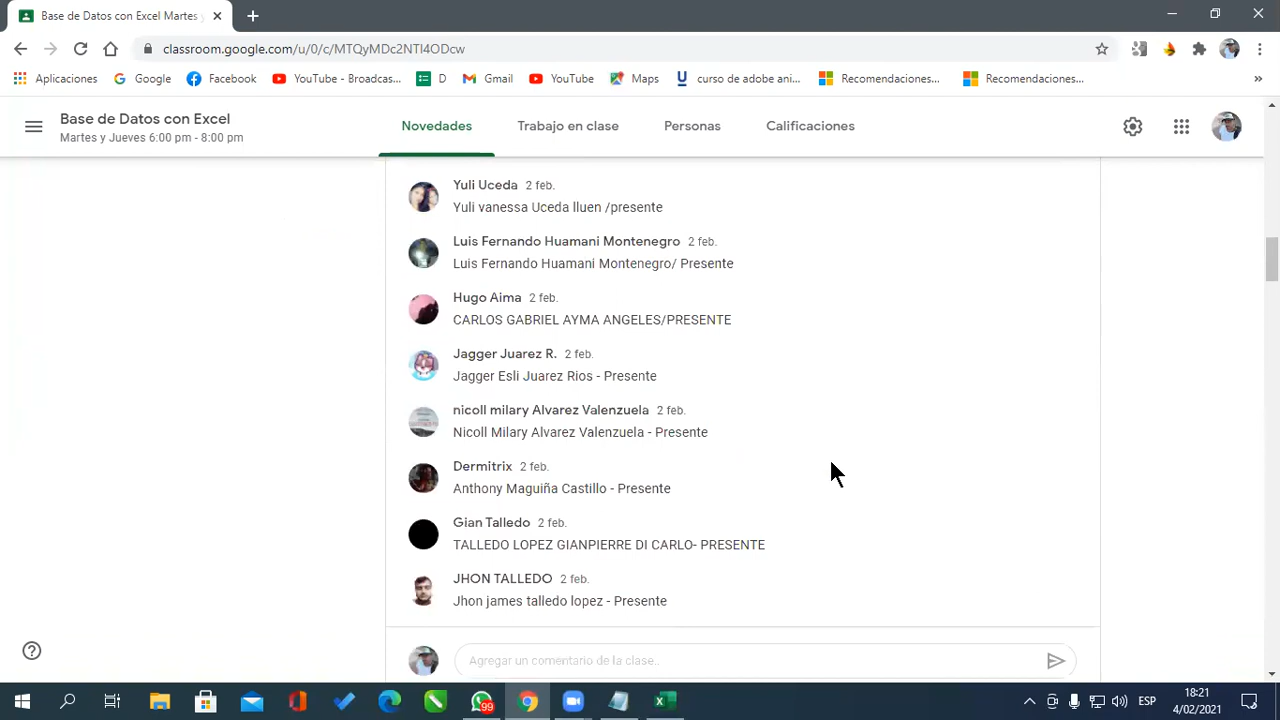 Base de Datos con Excel Martes y
classroom.google.com/u/0/c/MTQyMDc2NTI4ODcw
Aplicaciones Google Facebook YouTube - Broadcas... D Gmail YouTube Maps curso de adobe ani... Recomendaciones... Recomendaciones... »
Base de Datos con Excel
Martes y Jueves 6:00 pm - 8:00 pm
Novedades Trabajo en clase Personas Calificaciones
Yuli Uceda 2 feb.
Yuli vanessa Uceda lluen /presente
Luis Fernando Huamani Montenegro 2 feb.
Luis Fernando Huamani Montenegro/ Presente
Hugo Aima 2 feb.
CARLOS GABRIEL AYMA ANGELES/PRESENTE
Jagger Juarez R. 2 feb.
Jagger Esli Juarez Rios - Presente
nicoll milary Alvarez Valenzuela 2 feb.
Nicoll Milary Alvarez Valenzuela - Presente
Dermitrix 2 feb.
Anthony Maguiña Castillo - Presente
Gian Talledo 2 feb.
TALLEDO LOPEZ GIANPIERRE DI CARLO- PRESENTE
JHON TALLEDO 2 feb.
Jhon james talledo lopez - Presente
Agregar un comentario de la clase..
99
ESP
18:21
4/02/2021